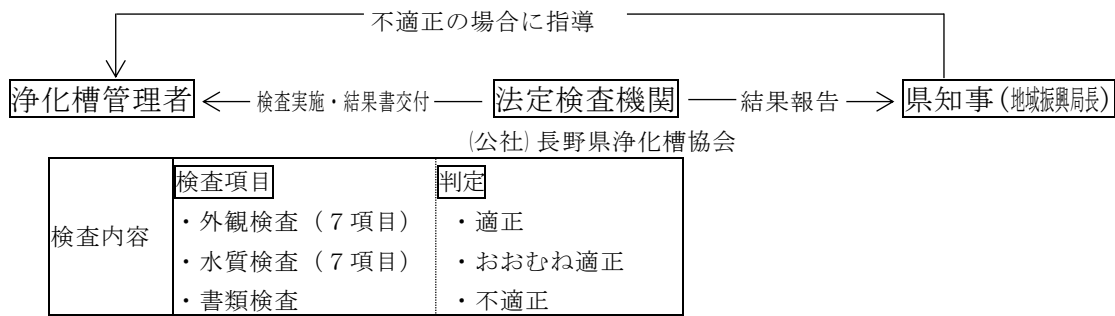 不適正の場合に指導
浄化槽管理者 検査実施・結果書交付 法定検査機関 結果報告 県知事(地域振興局長)
(公社)長野県浄化槽協会
検査項目 判定
・外観検査(7項目) ・適正
検査内容 ・水質検査(7項目) ・おおむね適正
・書類検査 ・不適正